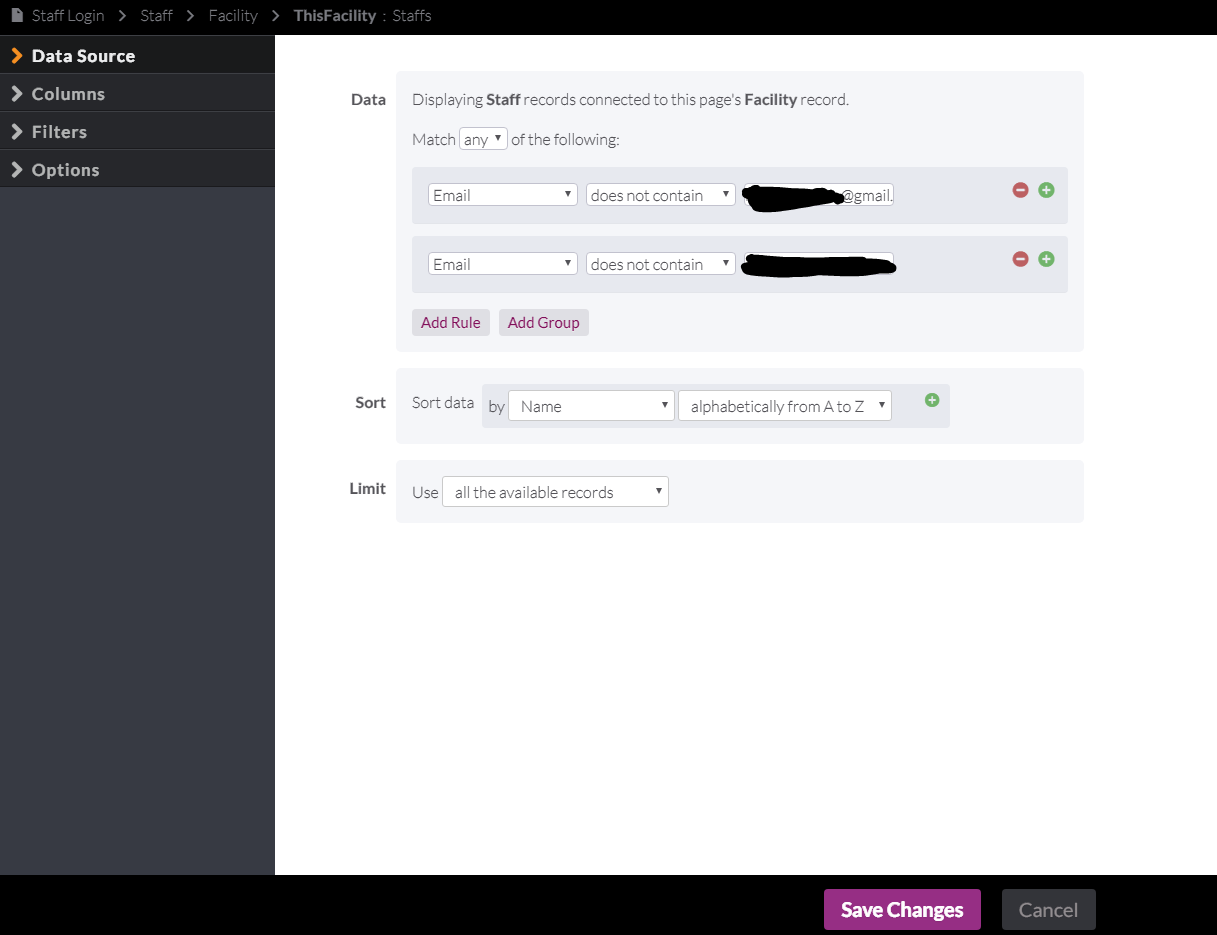 Staff Login > Staff > Facility > ThisFacility : Staffs
Data Source
Columns
Filters
Options
Data
Displaying Staff records connected to this page's Facility record.
Match any of the following:
Email does not contain @gmail.
Email does not contain
Add Rule Add Group
Sort
Sort data by Name alphabetically from A to Z
Limit
Use all the available records
Save Changes Cancel